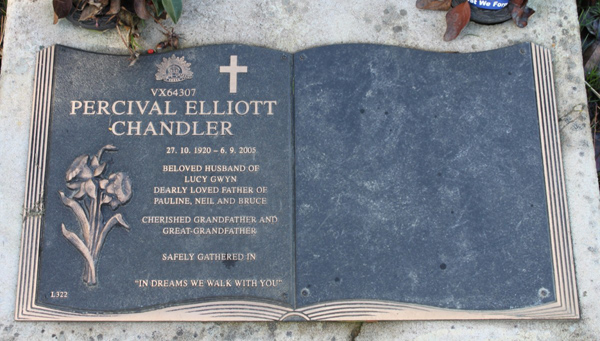 t We For
VX64307
PERCIVAL ELLIOTT
CHANDLER
27. 10. 1920 – 6. 9. 2005
BELOVED HUSBAND OF
LUCY GWYN
DEARLY LOVED FATHER OF
PAULINE, NEIL AND BRUCE
CHERISHED GRANDFATHER AND
GREAT-GRANDFATHER
SAFELY GATHERED IN
"IN DREAMS WE WALK WITH YOU"
L322